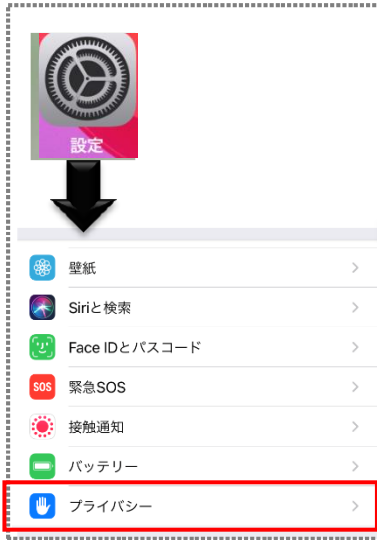 設定
壁紙
Siriと検索
Face IDとパスコード
SOS 緊急SOS
接触通知
バッテリー
プライバシー